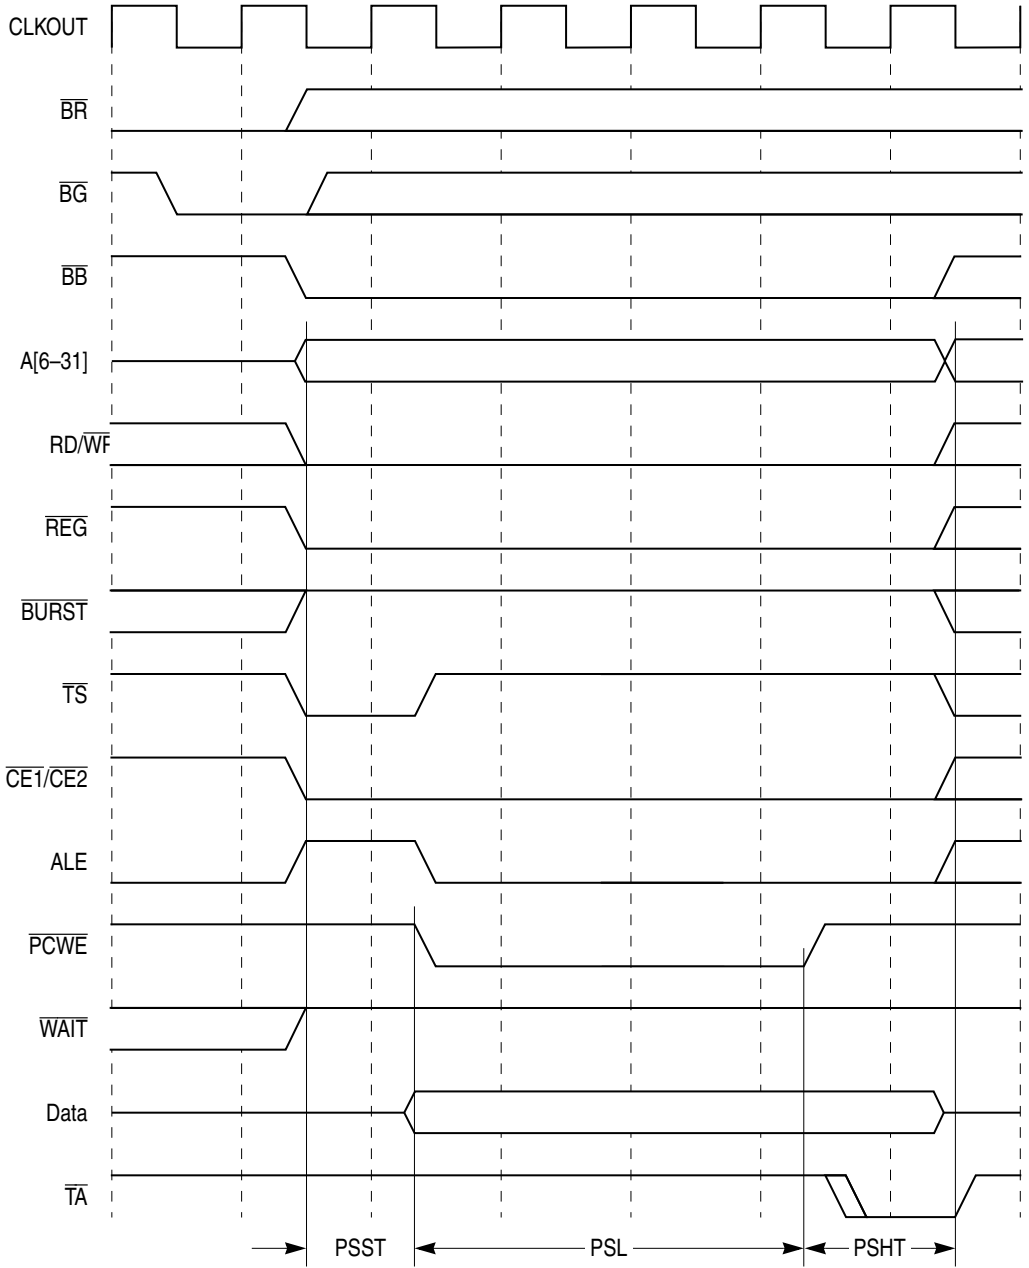 CLKOUT
BR
BG
BB
A[6–31]
RD/WF
REG
BURST
TS
CE1/CE2
ALE
PCWE
WAIT
Data
TA
PSST PSL PSHT